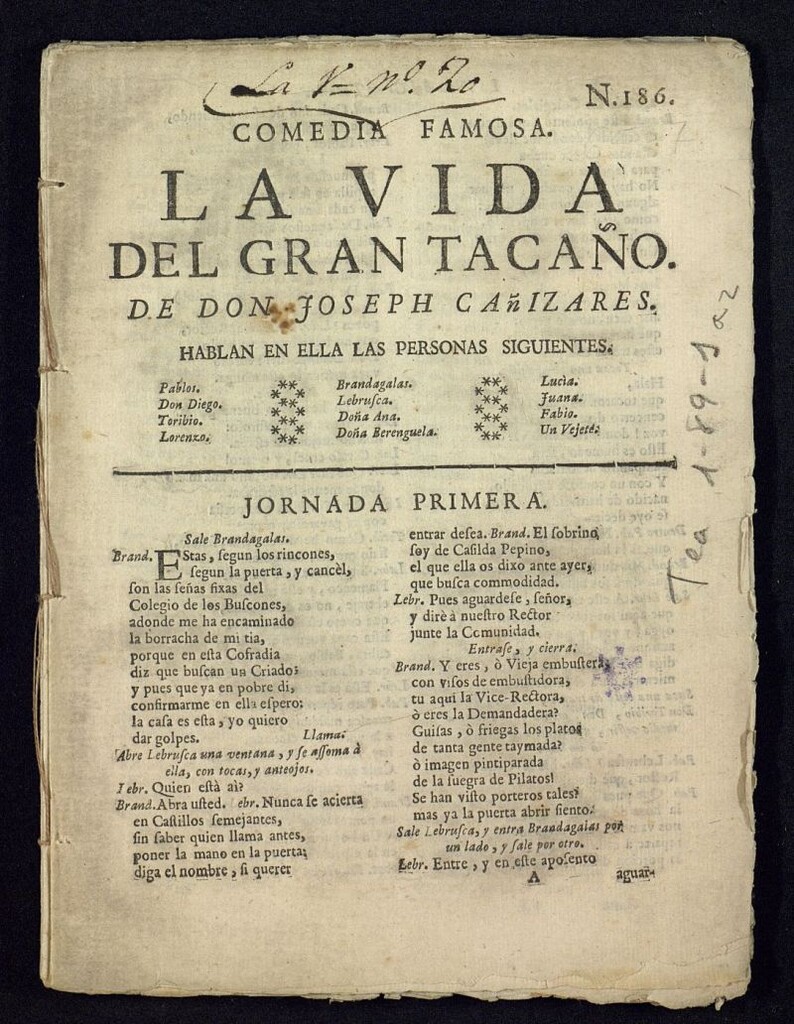 La V= nº. 20
N.186.
COMEDIA FAMOSA.
LA VIDA
DEL GRAN TACAÑO.
DE DON JOSEPH CAñIZARES.
HABLAN EN ELLA LAS PERSONAS SIGUIENTES.
Pablos.
Don Diego.
Toribio.
Lorenzo.
Brandagalas.
Lebruſca.
Doña Ana.
Doña Berenguela.
Lucìa.
Juana.
Fabio.
Un Vejete.
JORNADA PRIMERA.
Sale Brandagalas.
Brand. EStas, ſegun los rincones,
ſegun la puerta, y cancèl,
ſon las ſeñas fixas del
Colegio de los Buſcones,
adonde me ha encaminado
la borracha de mi tia,
porque en eſta Cofradia
diz que buſcan un Criado;
y pues que ya en pobre di,
confirmarme en ella eſpero;
la caſa es eſta, yo quiero
dar golpes. Llama.
Abre Lebruſca una ventana, y ſe aſſoma à
ella, con tocas, y anteojos.
Lebr. Quien eſtà aì?
Brand. Abra uſted. ebr. Nunca ſe acierta
en Caſtillos ſemejantes,
ſin ſaber quien llama antes,
poner la mano en la puerta;
diga el nombre, ſi querer
entrar deſea. Brand. El ſobrino
ſoy de Caſilda Pepino,
el que ella os dixo ante ayer,
que buſca commodidad.
Lebr. Pues aguardeſe, ſeñor,
y dirè à nueſtro Rector
junte la Comunidad.
Entraſe, y cierra.
Brand. Y eres, ò Vieja embuſtera,
con viſos de embuſtidora,
tu aqui la Vice-Rectora,
ò eres la Demandadera?
Guiſas, ò friegas los platos
de tanta gente taymada?
ò imagen pintiparada
de la ſuegra de Pilatos!
Se han viſto porteros tales?
mas ya la puerta abrir ſiento.
Sale Lebruſca, y entra Brandagalas por
un lado, y ſale por otro.
Lebr. Entre, y en eſte apoſento
A aguar-
Tea 1-89-1 a2